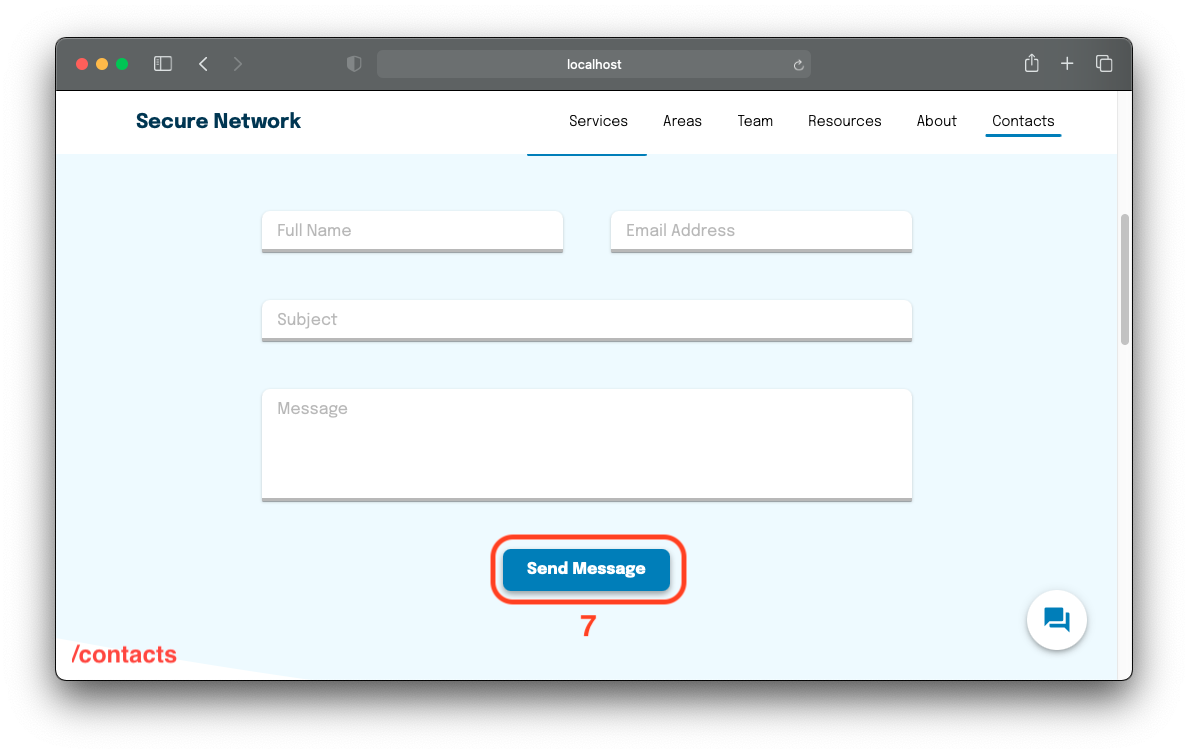 localhost
Secure Network
Services Areas Team Resources About Contacts
Full Name Email Address
Subject
Message
Send Message
7
/contacts